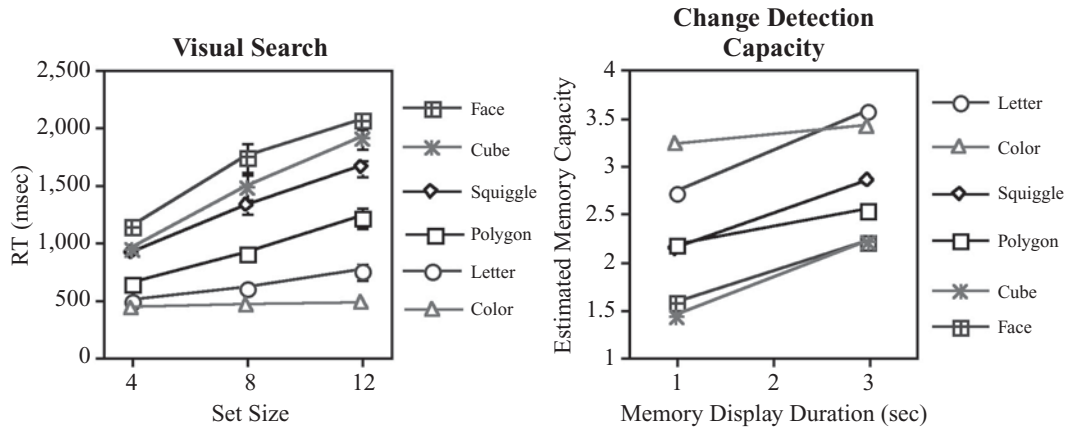 Visual Search
2,500
2,000
1,500
1,000
500
0
RT (msec)
4 8 12
Set Size
Face
Cube
Squiggle
Polygon
Letter
Color
Change Detection
Capacity
4
3.5
3
2.5
2
1.5
1
Estimated Memory Capacity
1 2 3
Memory Display Duration (sec)
Letter
Color
Squiggle
Polygon
Cube
Face